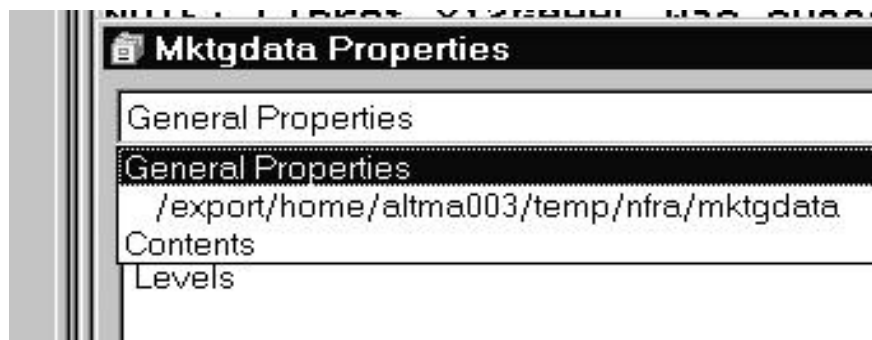 Mktgdata Properties
General Properties
General Properties
/export/home/altma003/temp/nfra/mktgdata
Contents
Levels